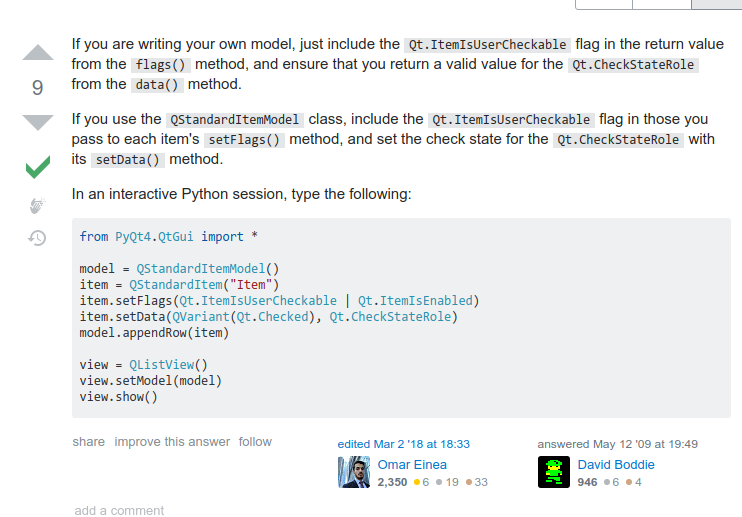 If you are writing your own model, just include the Qt.ItemIsUserCheckable flag in the return value
from the flags() method, and ensure that you return a valid value for the Qt.CheckStateRole
9
from the data() method.
If you use the QStandardItemModel class, include the Qt.ItemIsUserCheckable flag in those you
pass to each item's setFlags() method, and set the check state for the Qt.CheckStateRole with
its setData() method.
In an interactive Python session, type the following:
from PyQt4.QtGui import *
model = QStandardItemModel()
item = QStandardItem("Item")
item.setFlags(Qt.ItemIsUserCheckable | Qt.ItemIsEnabled)
item.setData(QVariant(Qt.Checked), Qt.CheckStateRole)
model.appendRow(item)
view = QListView()
view.setModel(model)
view.show()
share improve this answer follow
edited Mar 2 '18 at 18:33
Omar Einea
2,350 6 19 33
answered May 12 '09 at 19:49
David Boddie
946 6 4
add a comment